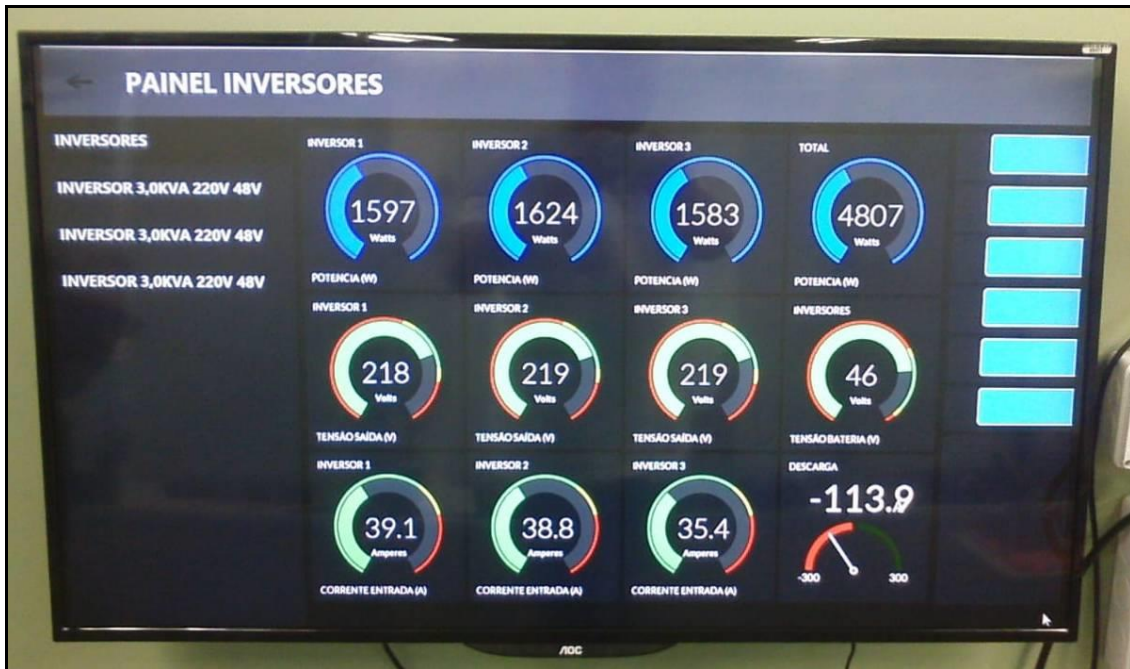 PAINEL INVERSORES
INVERSORES
INVERSOR 3,0KVA 220V 48V
INVERSOR 3,0KVA 220V 48V
INVERSOR 3,0KVA 220V 48V
INVERSOR 1
1597
Watts
POTENCIA (W)
INVERSOR 2
1624
Watts
POTENCIA (W)
INVERSOR 3
1583
Watts
POTENCIA (W)
TOTAL
4807
Watts
POTENCIA (W)
INVERSOR 1
218
Volts
TENSÃO SAÍDA (V)
INVERSOR 2
219
Volts
TENSÃO SAÍDA (V)
INVERSOR 3
219
Volts
TENSÃO SAÍDA (V)
INVERSORES
46
Volts
TENSÃO BATERIA (V)
INVERSOR 1
39.1
Amperes
CORRENTE ENTRADA (A)
INVERSOR 2
38.8
Amperes
CORRENTE ENTRADA (A)
INVERSOR 3
35.4
Amperes
CORRENTE ENTRADA (A)
DESCARGA
-113.9
-300
300
AOC